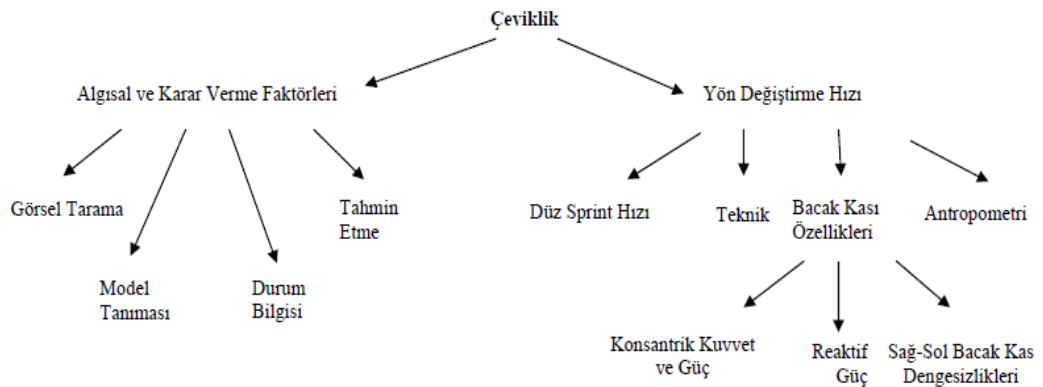 Çeviklik
Algısal ve Karar Verme Faktörleri
Yön Değiştirme Hızı
Görsel Tarama
Model
Tanıması
Durum
Bilgisi
Tahmin
Etme
Düz Sprint Hızı
Teknik
Bacak Kası
Özellikleri
Antropometri
Konsantrik Kuvvet
ve Güç
Reaktif
Güç
Sağ-Sol Bacak Kas
Dengesizlikleri